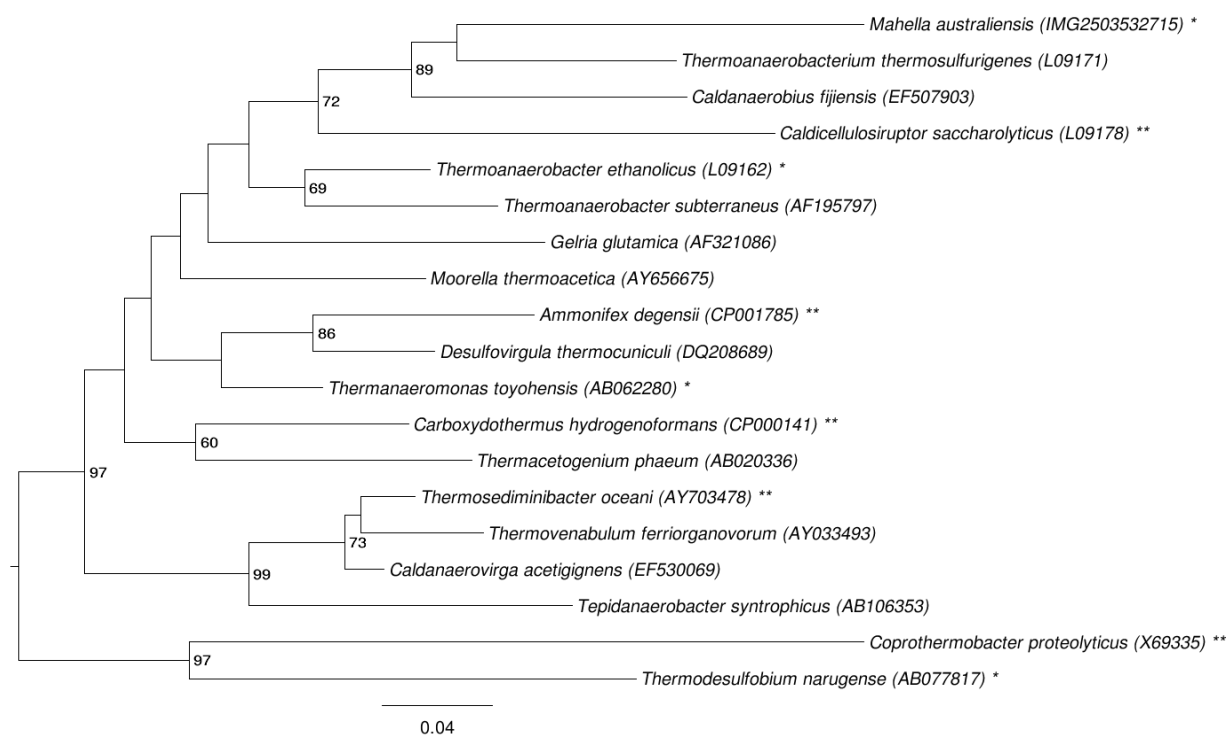 Mahella australiensis (IMG2503532715) *
Thermoanaerobacterium thermosulfurigenes (L09171)
89
Caldanaerobius fijiensis (EF507903)
72
Caldicellulosiruptor saccharolyticus (L09178) **
Thermoanaerobacter ethanolicus (L09162) *
69
Thermoanaerobacter subterraneus (AF195797)
Gelria glutamica (AF321086)
Moorella thermoacetica (AY656675)
Ammonifex degensii (CP001785) **
86
Desulfovirgula thermocuniculi (DQ208689)
Thermanaeromonas toyohensis (AB062280) *
Carboxydothermus hydrogenoformans (CP000141) **
60
Thermacetogenium phaeum (AB020336)
97
Thermosediminibacter oceani (AY703478) **
Thermovenabulum ferriorganovorum (AY033493)
73
Caldanaerovirga acetigignens (EF530069)
99
Tepidanaerobacter syntrophicus (AB106353)
Coprothermobacter proteolyticus (X69335) **
97
Thermodesulfobium narugense (AB077817) *
0.04